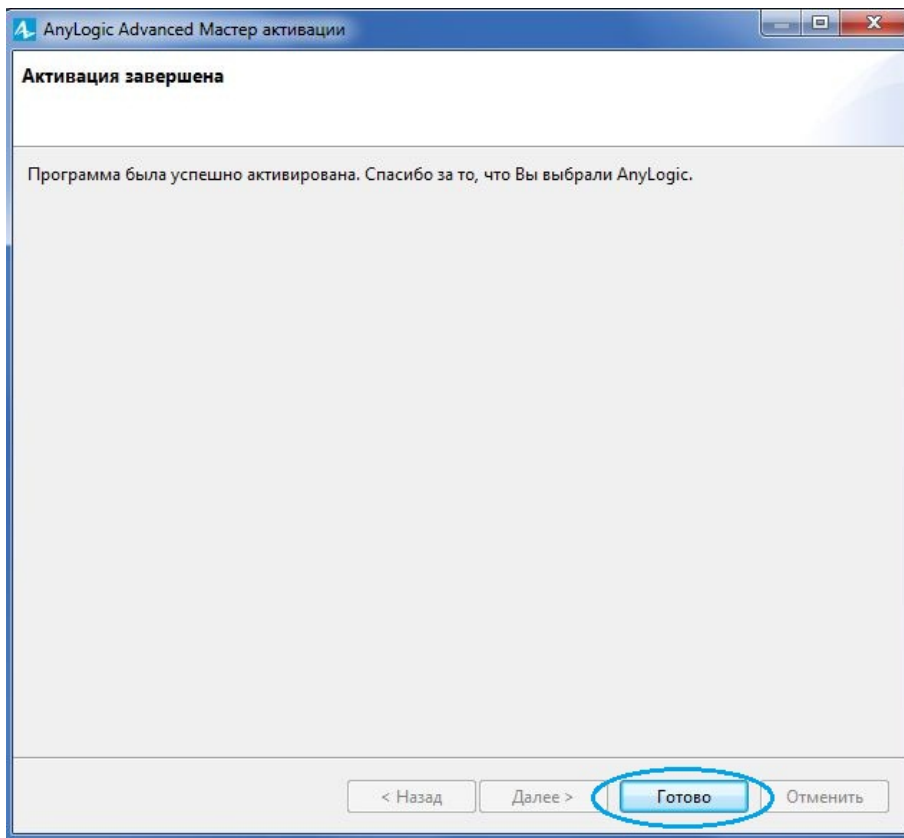 AnyLogic Advanced Мастер активации
Активация завершена
Программа была успешно активирована. Спасибо за то, что Вы выбрали AnyLogic.
< Назад Далее > Готово Отменить